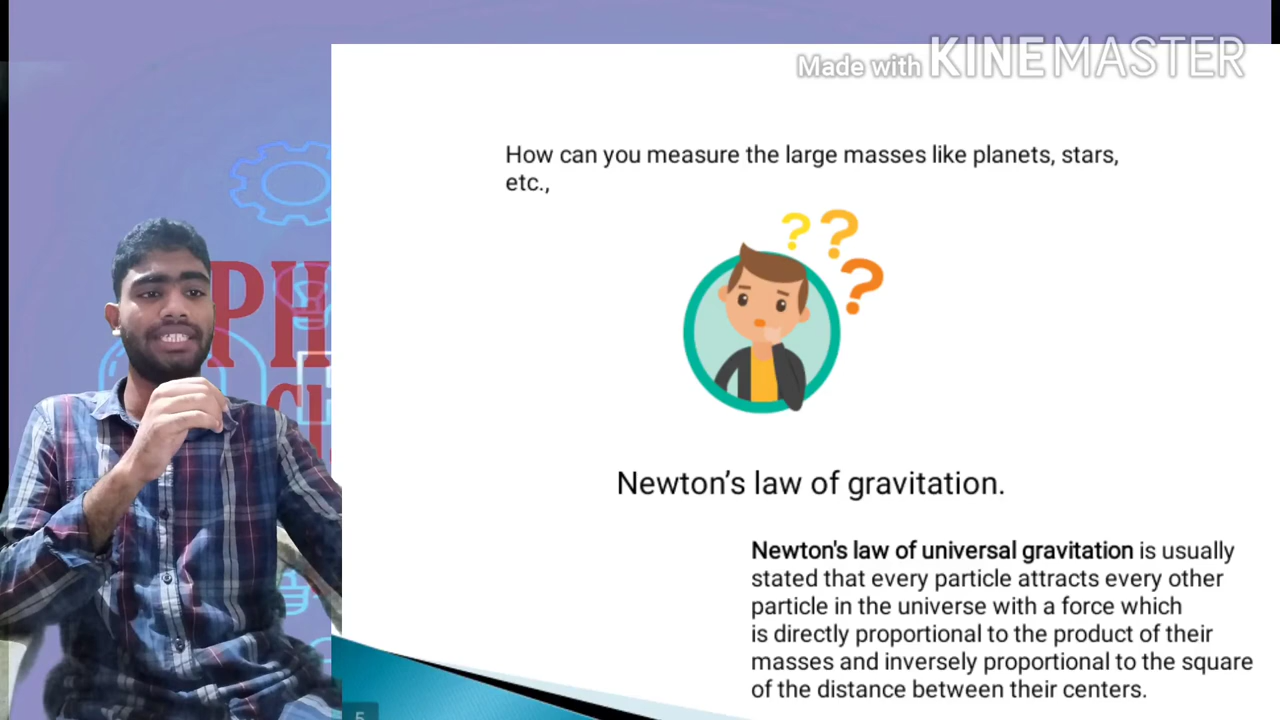 Made with KINEMASTER
How can you measure the large masses like planets, stars,
etc.,
? ? ?
PH
Newton’s law of gravitation.
Newton's law of universal gravitation is usually
stated that every particle attracts every other
particle in the universe with a force which
is directly proportional to the product of their
masses and inversely proportional to the square
of the distance between their centers.
5